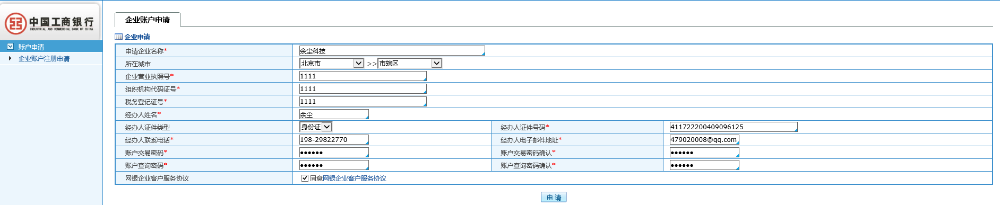 中国工商银行
INDUSTRIAL AND COMMERCIAL BANK OF CHINA
账户申请
企业账户注册申请
企业账户申请
企业申请
申请企业名称* 余尘科技
所在城市 北京市 >> 市辖区
企业营业执照号* 1111
组织机构代码证号* 1111
税务登记证号* 1111
经办人姓名* 余尘
经办人证件类型 身份证 经办人证件号码* 411722200409096125
经办人联系电话* 198-29822770 经办人电子邮件地址* 479020008@qq.com
账户交易密码* •••••• 账户交易密码确认* ••••••
账户查询密码* •••••• 账户查询密码确认* ••••••
网银企业客户服务协议 同意网银企业客户服务协议
申 请